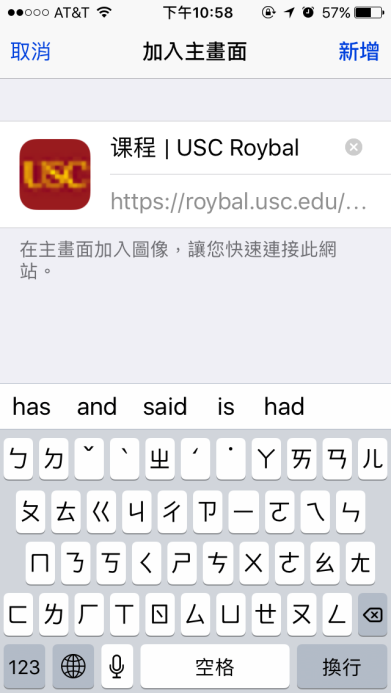 AT&T 下午10:58 57%
取消 加入主畫面 新增
USC 课程 | USC Roybal
https://roybal.usc.edu/…
在主畫面加入圖像，讓您快速連接此網
站。
has and said is had
ㄅ ㄉ ˇ ˋ ㄓ ˊ ˙ ㄚ ㄞ ㄢ ㄦ
ㄆ ㄊ ㄍ ㄐ ㄔ ㄗ ㄧ ㄛ ㄟ ㄣ
ㄇ ㄋ ㄎ ㄑ ㄕ ㄘ ㄨ ㄜ ㄠ ㄤ
ㄈ ㄌ ㄏ ㄒ ㄖ ㄙ ㄩ ㄝ ㄡ ㄥ
123 空格 換行